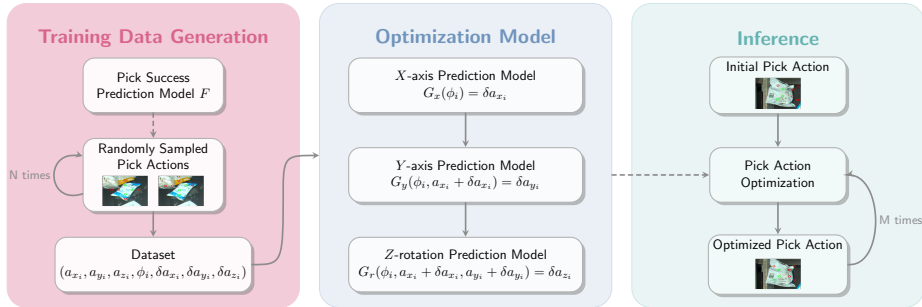 Training Data Generation
Pick Success
Prediction Model F
Randomly Sampled
Pick Actions
N times
Dataset
(a_{x_i}, a_{y_i}, a_{z_i}, ϕ_i, δa_{x_i}, δa_{y_i}, δa_{z_i})
Optimization Model
X-axis Prediction Model
G_x(ϕ_i) = δa_{x_i}
Y-axis Prediction Model
G_y(ϕ_i, a_{x_i} + δa_{x_i}) = δa_{y_i}
Z-rotation Prediction Model
G_r(ϕ_i, a_{x_i} + δa_{x_i}, a_{y_i} + δa_{y_i}) = δa_{z_i}
Inference
Initial Pick Action
Pick Action
Optimization
M times
Optimized Pick Action